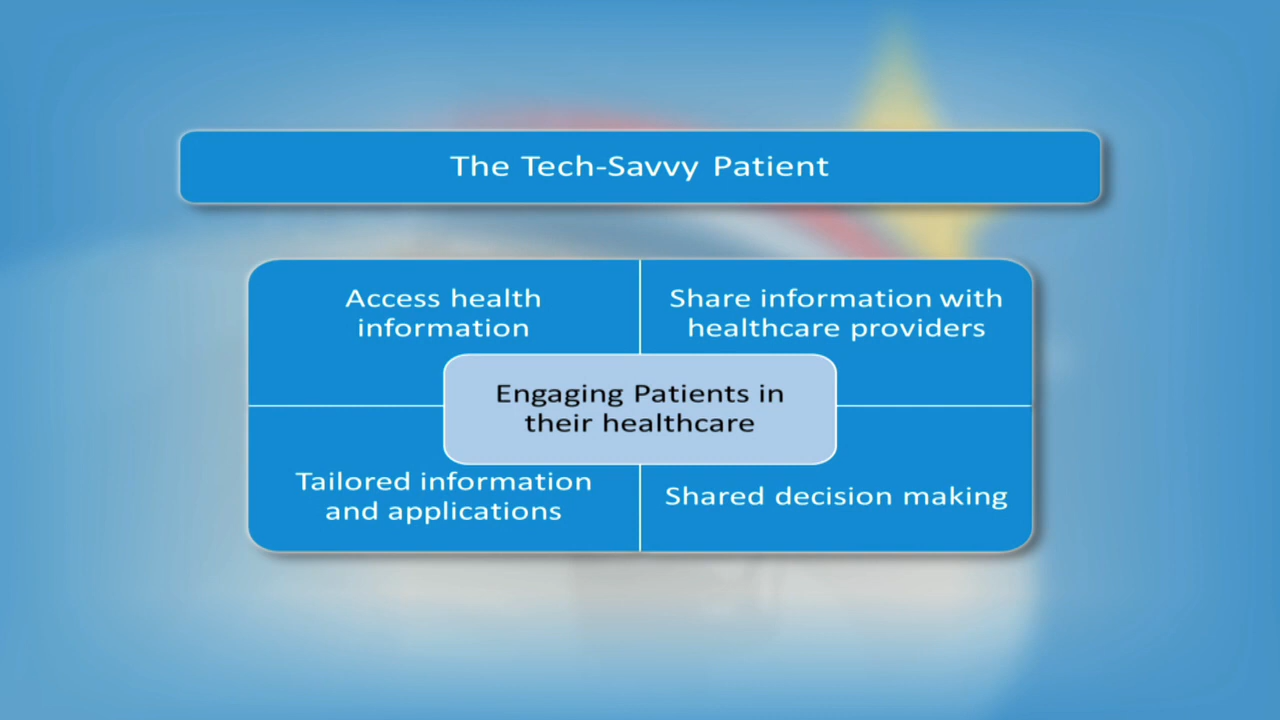 The Tech-Savvy Patient
Access health
information
Share information with
healthcare providers
Engaging Patients in
their healthcare
Tailored information
and applications
Shared decision making